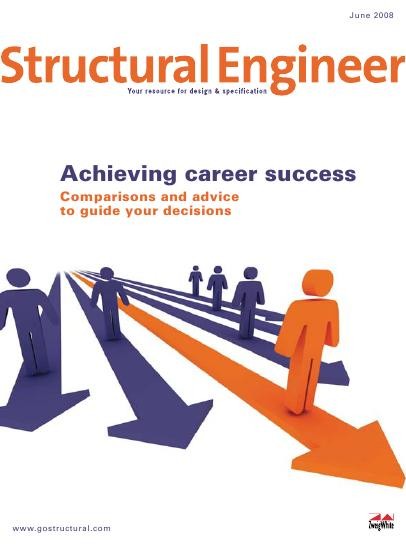 June 2008
Structural Engineer
Your resource for design & specification
Achieving career success
Comparisons and advice
to guide your decisions
www.gostructural.com
ZweigWhite